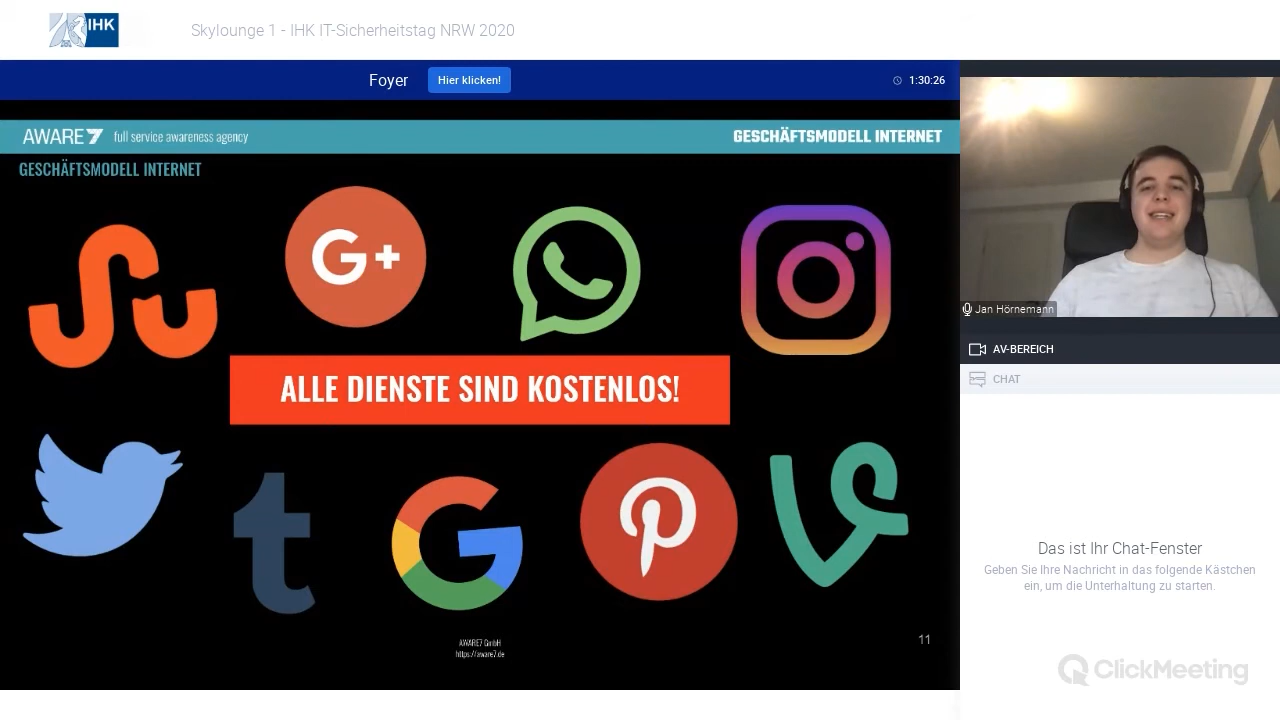 IHK
Skylounge 1 - IHK IT-Sicherheitstag NRW 2020
Foyer
Hier klicken!
1:30:26
AWARE7
full service awareness agency
GESCHÄFTSMODELL INTERNET
GESCHÄFTSMODELL INTERNET
G+
ALLE DIENSTE SIND KOSTENLOS!
AWARE7 GmbH
https://aware7.de
11
Jan Hörnemann
AV-BEREICH
CHAT
Das ist Ihr Chat-Fenster
Geben Sie Ihre Nachricht in das folgende Kästchen
ein, um die Unterhaltung zu starten.
ClickMeeting